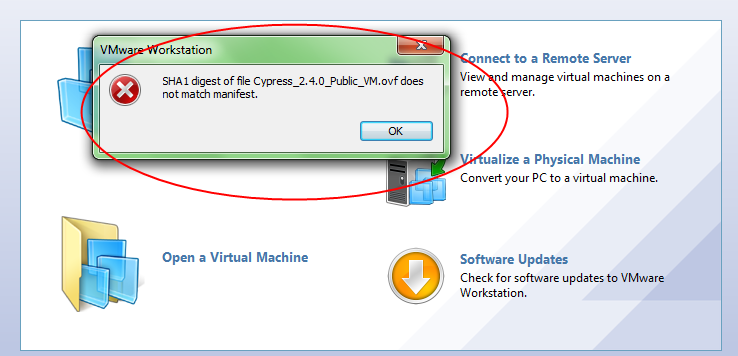 VMware Workstation
SHA1 digest of file Cypress_2.4.0_Public_VM.ovf does
not match manifest.
OK
Connect to a Remote Server
View and manage virtual machines on a
remote server.
Virtualize a Physical Machine
Convert your PC to a virtual machine.
Open a Virtual Machine
Software Updates
Check for software updates to VMware
Workstation.